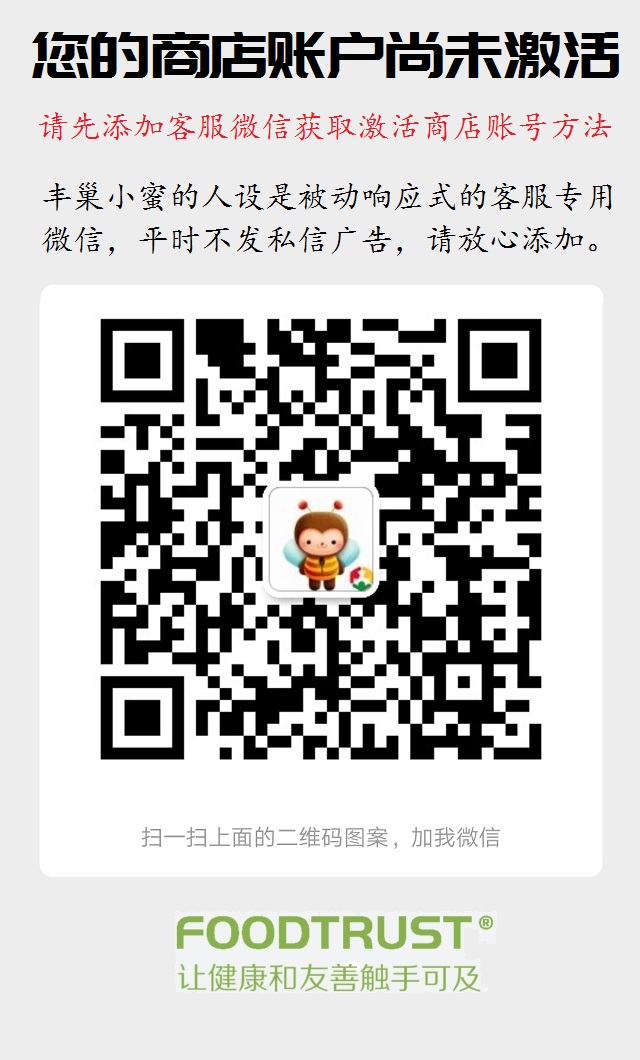 您的商店账户尚未激活
请先添加客服微信获取激活商店账号方法
丰巢小蜜的人设是被动响应式的客服专用
微信，平时不发私信广告，请放心添加。
扫一扫上面的二维码图案，加我微信
FOODTRUST®
让健康和友善触手可及